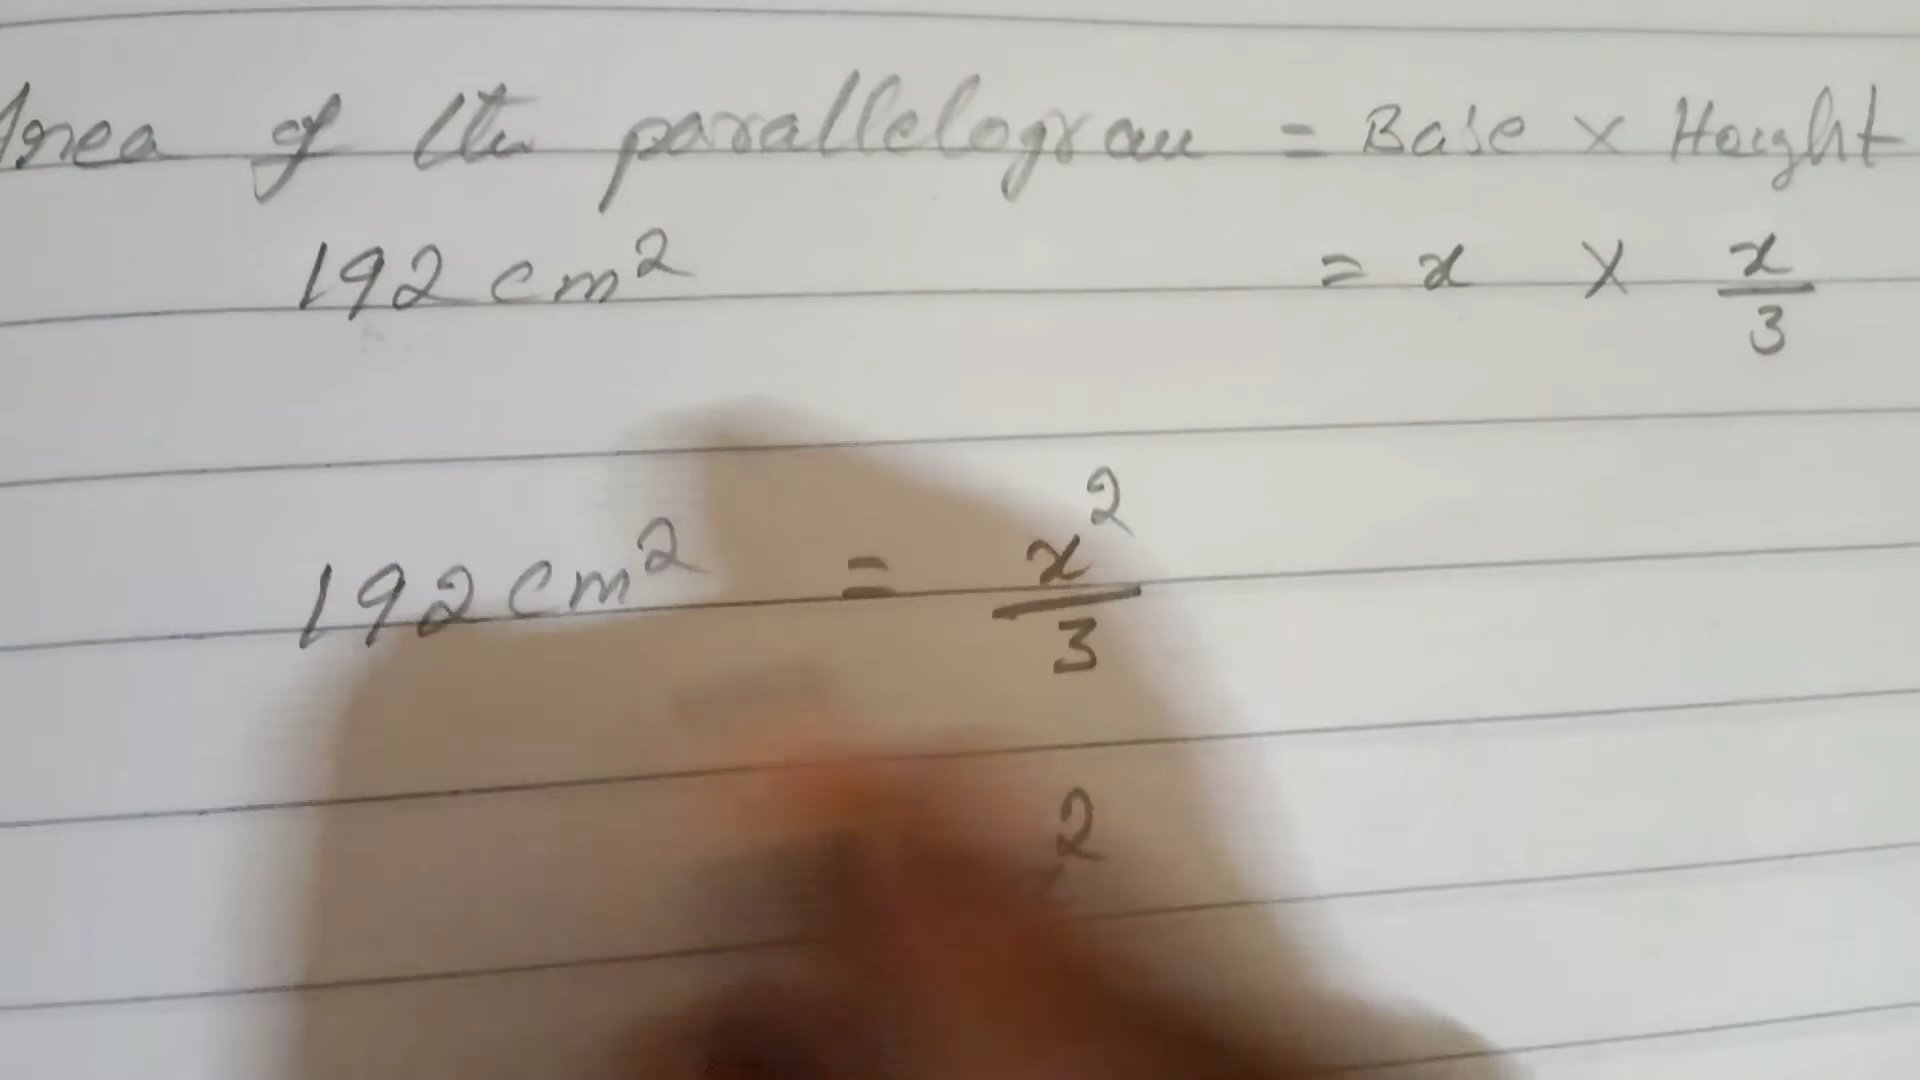 Area of the parallelogram = Base × Height
192 cm² = x × x/3
192 cm² = x²/3
2